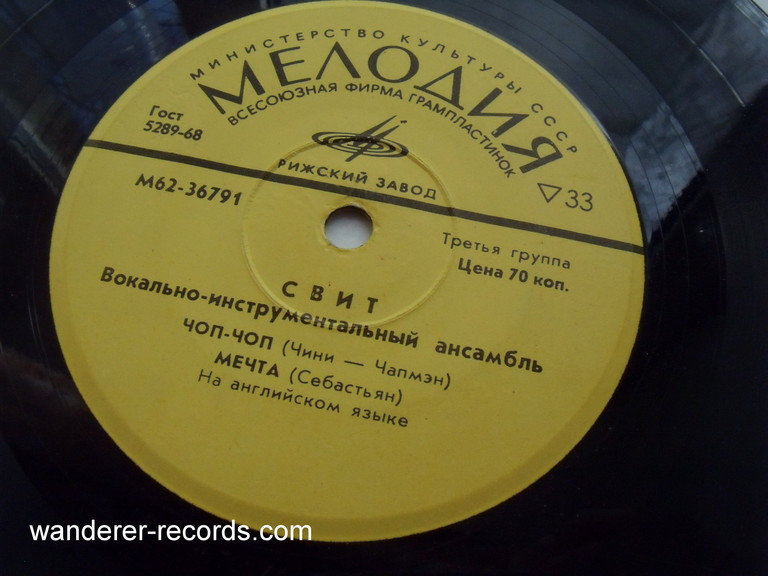 МИНИСТЕРСТВО КУЛЬТУРЫ СССР
МЕЛОДИЯ
ВСЕСОЮЗНАЯ ФИРМА ГРАМПЛАСТИНОК
Гост
5289-68
РИЖСКИЙ ЗАВОД
33
М62-36791
Третья группа
Цена 70 коп.
СВИТ
Вокально-инструментальный ансамбль
ЧОП-ЧОП (Чини — Чапмэн)
МЕЧТА (Себастьян)
На английском языке
wanderer-records.com